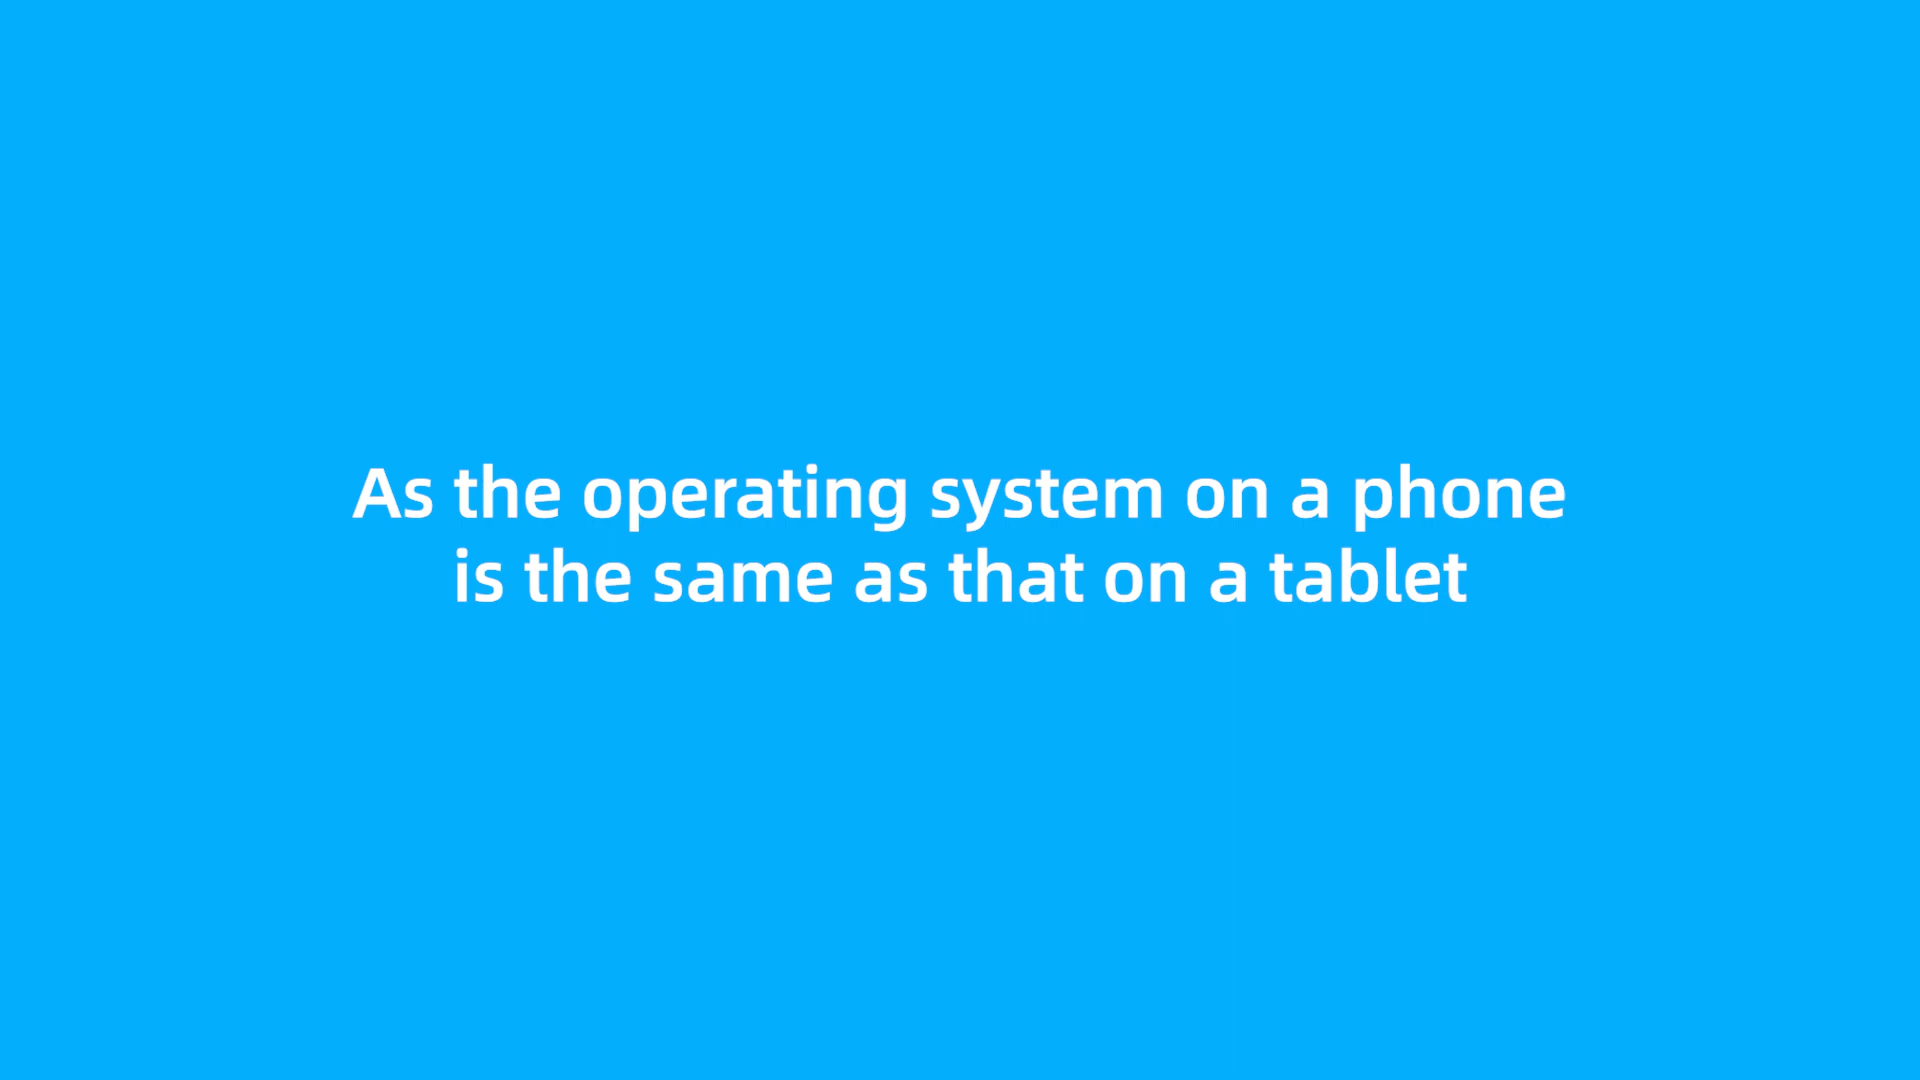 As the operating system on a phone
is the same as that on a tablet